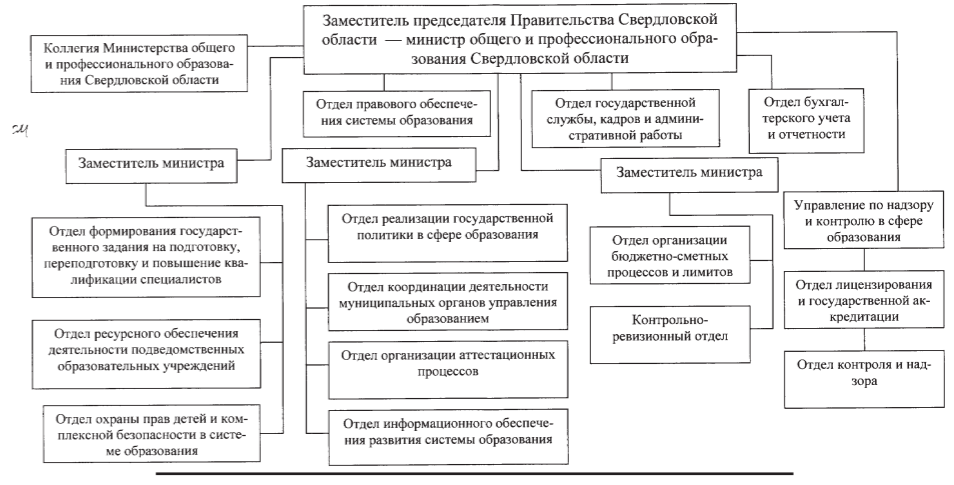 Заместитель председателя Правительства Свердловской
области — министр общего и профессионального обра-
зования Свердловской области
Коллегия Министерства общего
и профессионального образова-
ния Свердловской области
Отдел правового обеспече-
ния системы образования
Отдел государственной
службы, кадров и админи-
стративной работы
Отдел бухгал-
терского учета
и отчетности
Заместитель министра
Отдел формирования государст-
венного задания на подготовку,
переподготовку и повышение ква-
лификации специалистов
Отдел ресурсного обеспечения
деятельности подведомственных
образовательных учреждений
Отдел охраны прав детей и ком-
плексной безопасности в систе-
ме образования
Заместитель министра
Отдел реализации государственной
политики в сфере образования
Отдел координации деятельности
муниципальных органов управления
образованием
Отдел организации аттестационных
процессов
Отдел информационного обеспече-
ния развития системы образования
Заместитель министра
Отдел организации
бюджетно-сметных
процессов и лимитов
Контрольно-
ревизионный отдел
Управление по надзору
и контролю в сфере
образования
Отдел лицензирования
и государственной ак-
кредитации
Отдел контроля и над-
зора